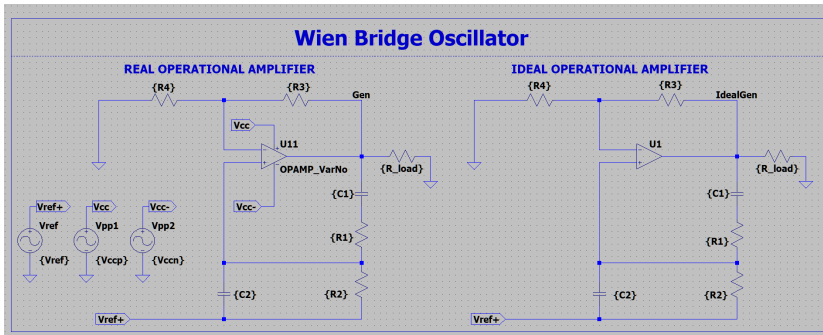 Wien Bridge Oscillator
REAL OPERATIONAL AMPLIFIER
IDEAL OPERATIONAL AMPLIFIER
{R4}
{R3}
Gen
{R4}
{R3}
IdealGen
Vcc
U11
U1
OPAMP_VarNo
{R_load}
{R_load}
{C1}
{C1}
Vcc-
Vref+
Vcc
Vcc-
Vref
Vpp1
Vpp2
{R1}
{R1}
{Vref}
{Vccp}
{Vccn}
{C2}
{R2}
{C2}
{R2}
Vref+
Vref+